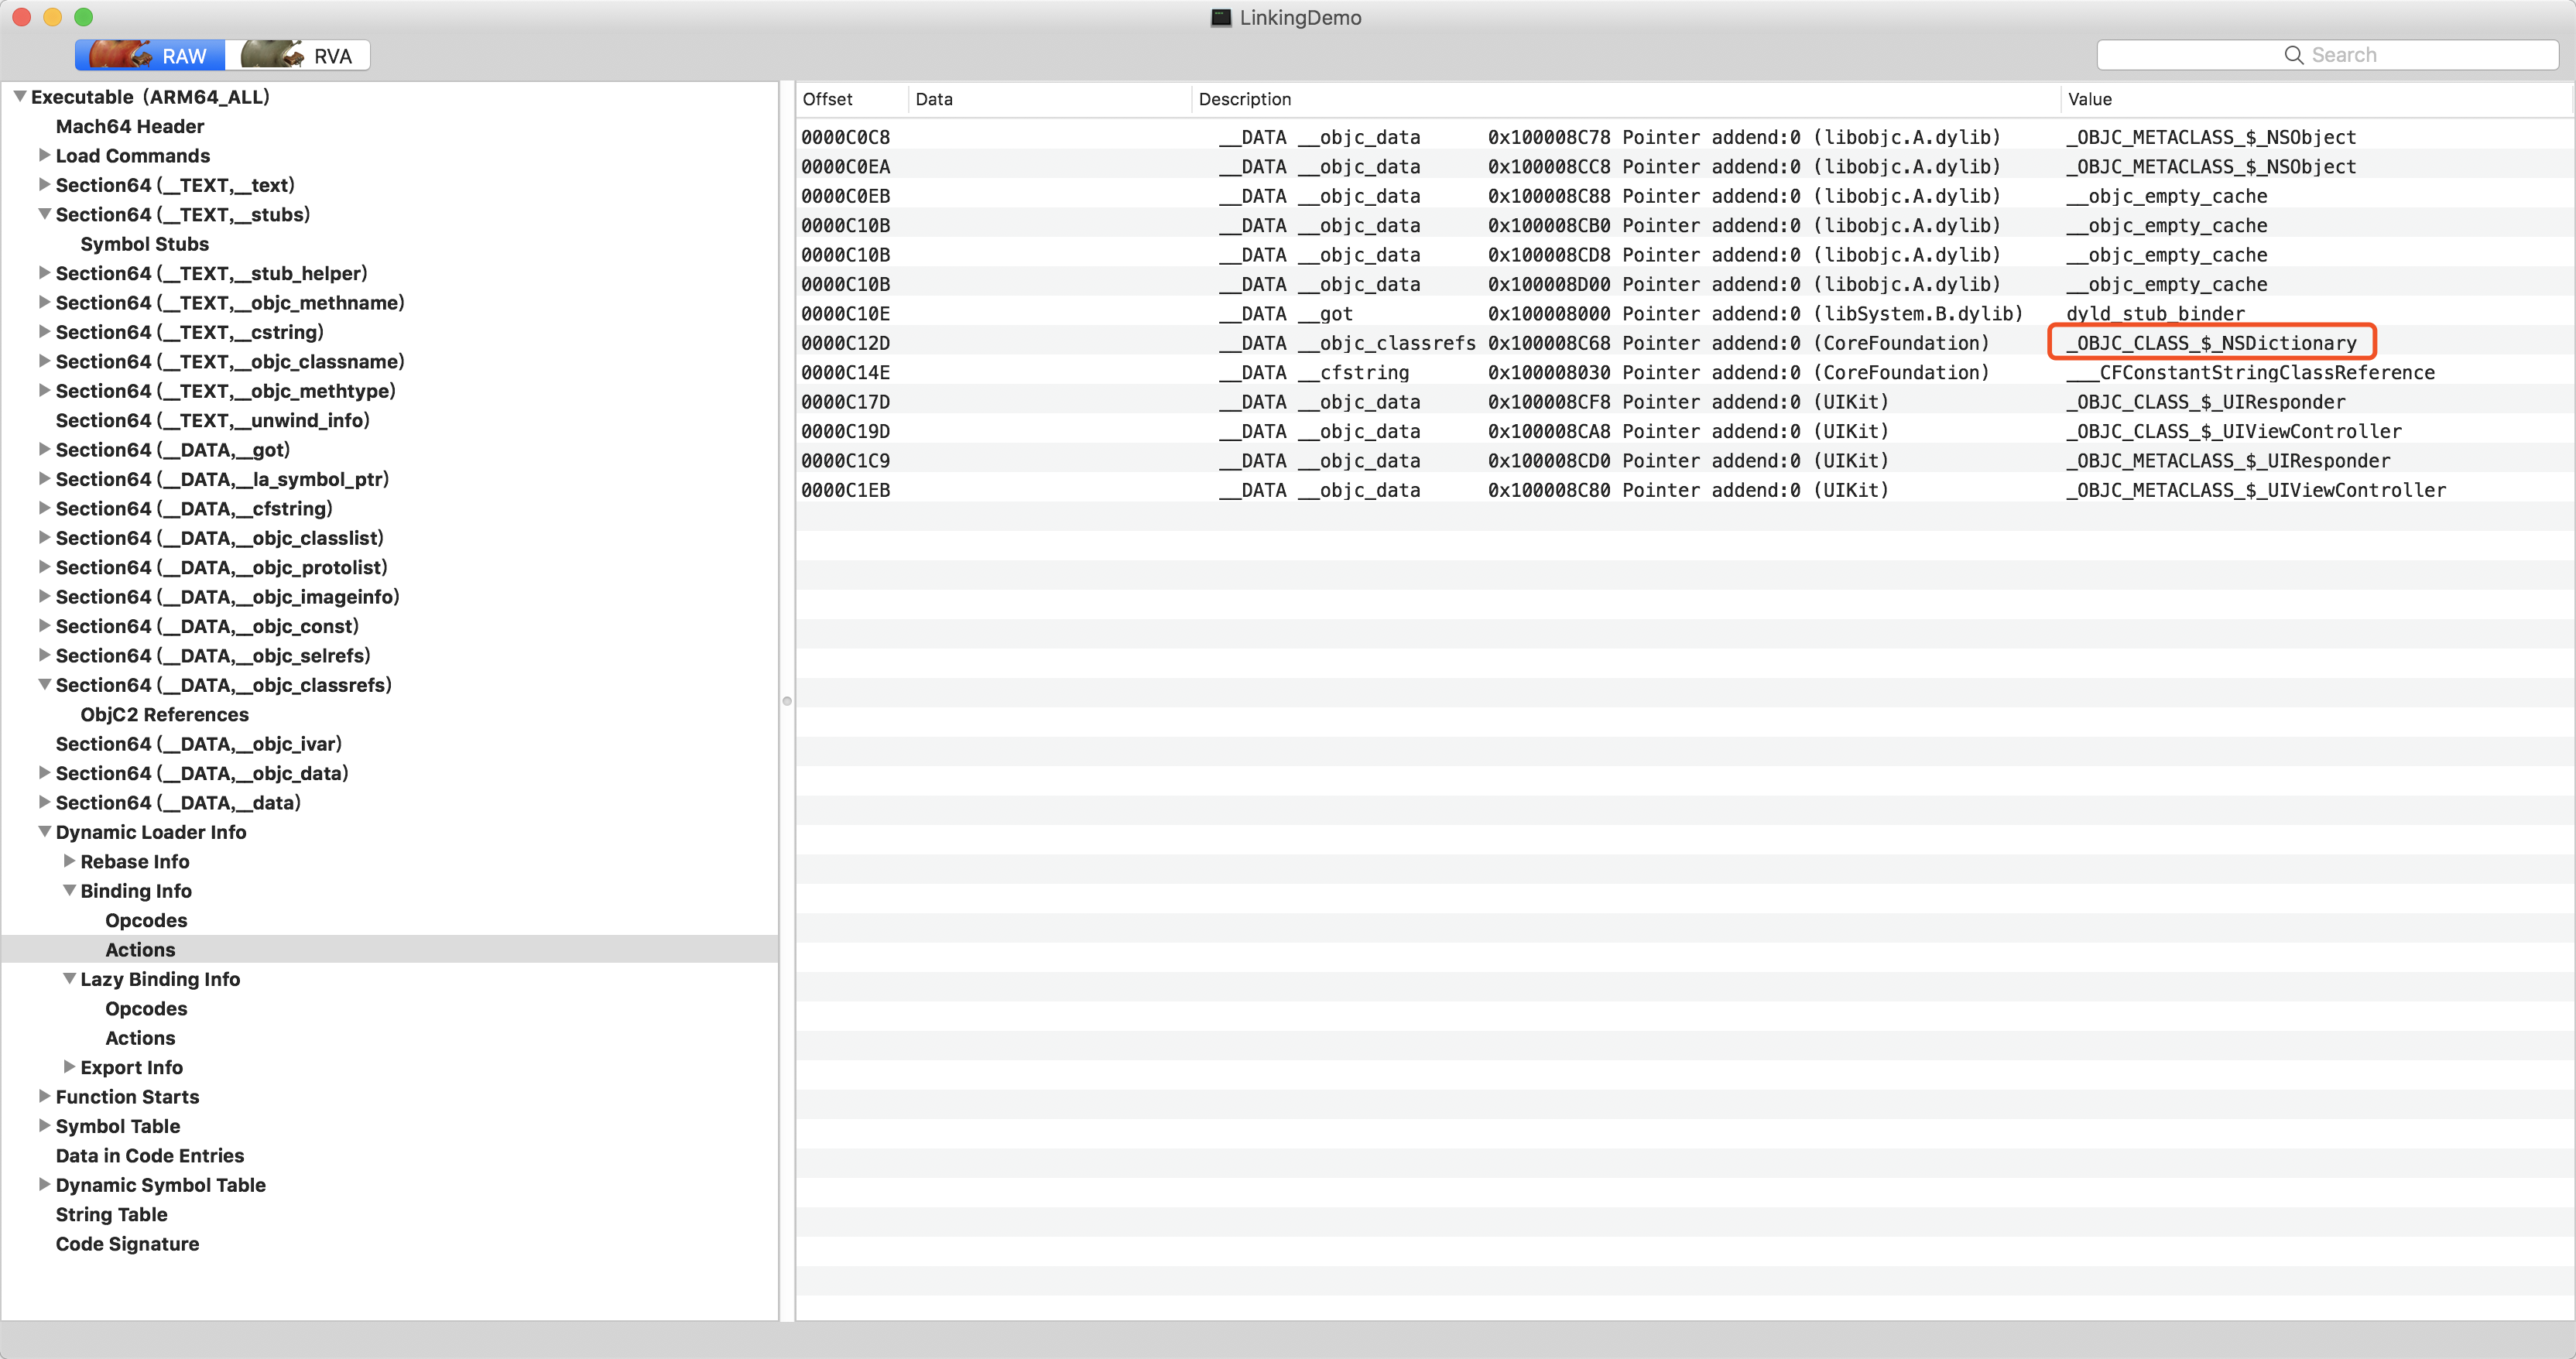 LinkingDemo
RAW RVA Search
Executable (ARM64_ALL)
Mach64 Header
Load Commands
Section64 (__TEXT,__text)
Section64 (__TEXT,__stubs)
Symbol Stubs
Section64 (__TEXT,__stub_helper)
Section64 (__TEXT,__objc_methname)
Section64 (__TEXT,__cstring)
Section64 (__TEXT,__objc_classname)
Section64 (__TEXT,__objc_methtype)
Section64 (__TEXT,__unwind_info)
Section64 (__DATA,__got)
Section64 (__DATA,__la_symbol_ptr)
Section64 (__DATA,__cfstring)
Section64 (__DATA,__objc_classlist)
Section64 (__DATA,__objc_protolist)
Section64 (__DATA,__objc_imageinfo)
Section64 (__DATA,__objc_const)
Section64 (__DATA,__objc_selrefs)
Section64 (__DATA,__objc_classrefs)
ObjC2 References
Section64 (__DATA,__objc_ivar)
Section64 (__DATA,__objc_data)
Section64 (__DATA,__data)
Dynamic Loader Info
Rebase Info
Binding Info
Opcodes
Actions
Lazy Binding Info
Opcodes
Actions
Export Info
Function Starts
Symbol Table
Data in Code Entries
Dynamic Symbol Table
String Table
Code Signature
Offset Data Description Value
0000C0C8 __DATA __objc_data 0x100008C78 Pointer addend:0 (libobjc.A.dylib) _OBJC_METACLASS_$_NSObject
0000C0EA __DATA __objc_data 0x100008CC8 Pointer addend:0 (libobjc.A.dylib) _OBJC_METACLASS_$_NSObject
0000C0EB __DATA __objc_data 0x100008C88 Pointer addend:0 (libobjc.A.dylib) __objc_empty_cache
0000C10B __DATA __objc_data 0x100008CB0 Pointer addend:0 (libobjc.A.dylib) __objc_empty_cache
0000C10B __DATA __objc_data 0x100008CD8 Pointer addend:0 (libobjc.A.dylib) __objc_empty_cache
0000C10B __DATA __objc_data 0x100008D00 Pointer addend:0 (libobjc.A.dylib) __objc_empty_cache
0000C10E __DATA __got 0x100008000 Pointer addend:0 (libSystem.B.dylib) dyld_stub_binder
0000C12D __DATA __objc_classrefs 0x100008C68 Pointer addend:0 (CoreFoundation) _OBJC_CLASS_$_NSDictionary
0000C14E __DATA __cfstring 0x100008030 Pointer addend:0 (CoreFoundation) ___CFConstantStringClassReference
0000C17D __DATA __objc_data 0x100008CF8 Pointer addend:0 (UIKit) _OBJC_CLASS_$_UIResponder
0000C19D __DATA __objc_data 0x100008CA8 Pointer addend:0 (UIKit) _OBJC_CLASS_$_UIViewController
0000C1C9 __DATA __objc_data 0x100008CD0 Pointer addend:0 (UIKit) _OBJC_METACLASS_$_UIResponder
0000C1EB __DATA __objc_data 0x100008C80 Pointer addend:0 (UIKit) _OBJC_METACLASS_$_UIViewController